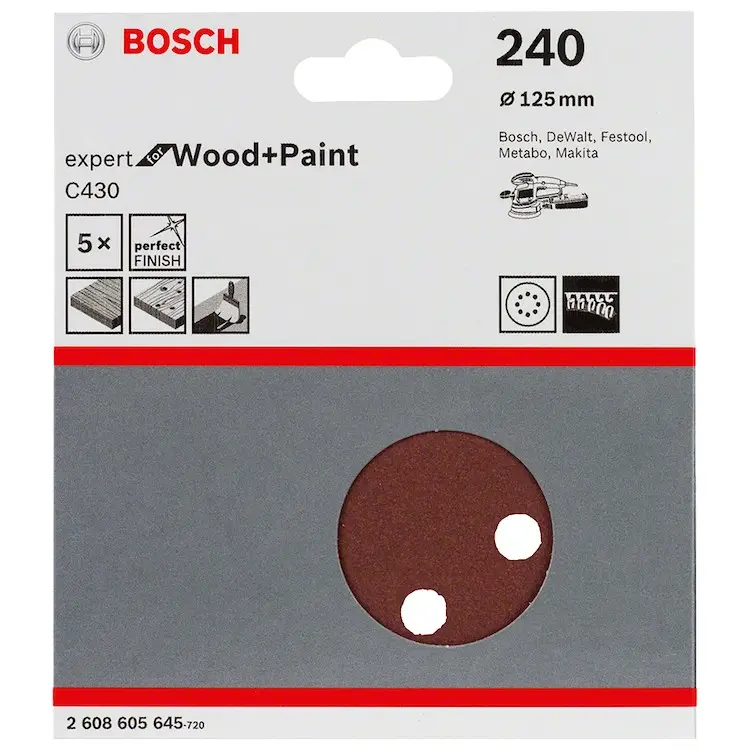 BOSCH
240
Ø 125 mm
Bosch, DeWalt, Festool,
Metabo, Makita
expert for Wood+Paint
C430
5 ×
perfect
FINISH
2 608 605 645-720